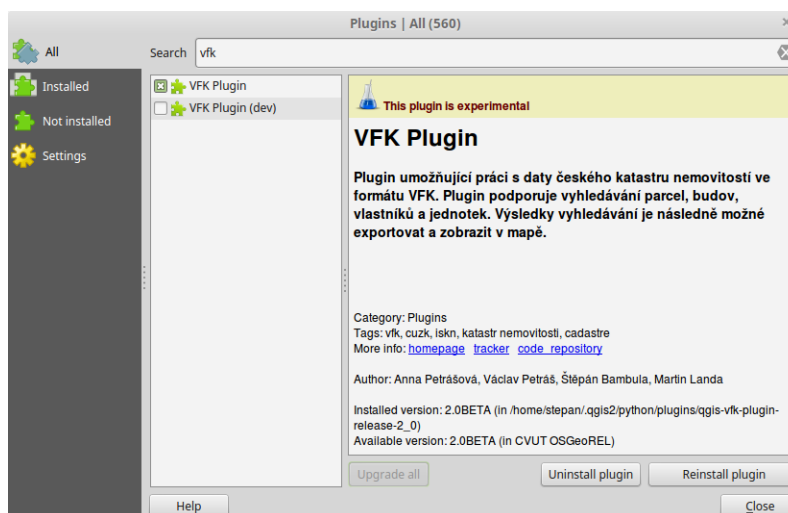 Plugins | All (560)
All
Search vfk
Installed
Not installed
Settings
VFK Plugin
VFK Plugin (dev)
This plugin is experimental
VFK Plugin
Plugin umožňující práci s daty českého katastru nemovitostí ve
formátu VFK. Plugin podporuje vyhledávání parcel, budov,
vlastníků a jednotek. Výsledky vyhledávání je následně možné
exportovat a zobrazit v mapě.
Category: Plugins
Tags: vfk, cuzk, iskn, katastr nemovitosti, cadastre
More info: homepage tracker code repository
Author: Anna Petrášová, Václav Petráš, Štěpán Bambula, Martin Landa
Installed version: 2.0BETA (in /home/stepan/.qgis2/python/plugins/qgis-vfk-plugin-
release-2_0)
Available version: 2.0BETA (in CVUT OSGeoREL)
Upgrade all Uninstall plugin Reinstall plugin
Help Close